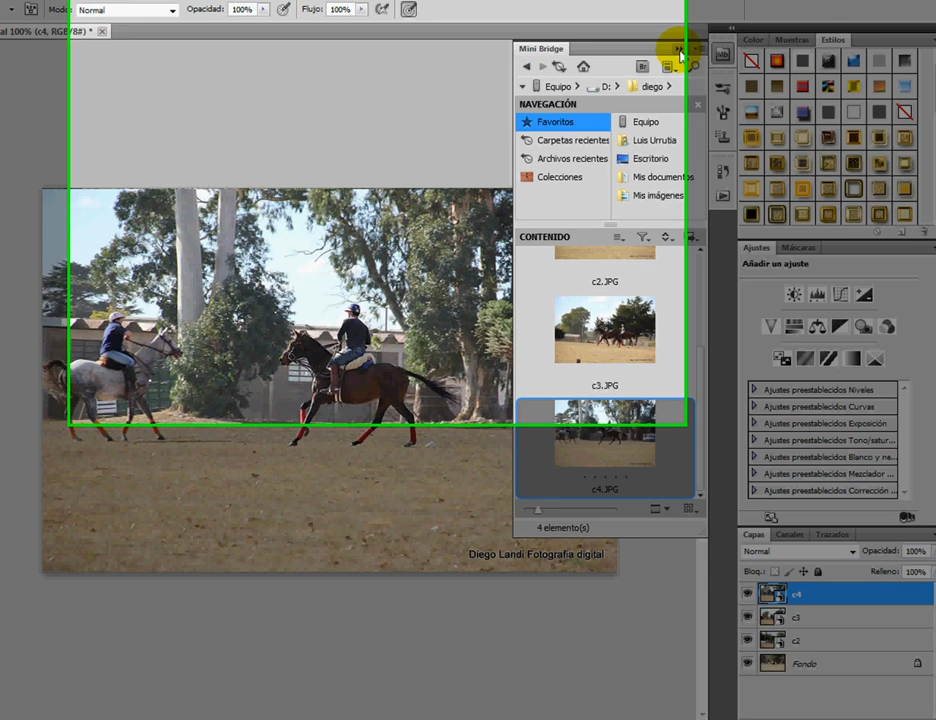 Modo: Normal Opacidad: 100% Flujo: 100%
al 100% (c4, RGB/8#) *
Mini Bridge
Br
Equipo D: diego
NAVEGACIÓN
Favoritos
Carpetas recientes
Archivos recientes
Colecciones
Equipo
Luis Urrutia
Escritorio
Mis documentos
Mis imágenes
CONTENIDO
c2.JPG
c3.JPG
c4.JPG
4 elemento(s)
Diego Landi Fotografia digital
Mb
Color Muestras Estilos
Ajustes Máscaras
Añadir un ajuste
Ajustes preestablecidos Niveles
Ajustes preestablecidos Curvas
Ajustes preestablecidos Exposición
Ajustes preestablecidos Tono/satur...
Ajustes preestablecidos Blanco y ne...
Ajustes preestablecidos Mezclador ...
Ajustes preestablecidos Corrección ...
Capas Canales Trazados
Normal Opacidad: 100%
Bloq.: Relleno: 100%
c4
c3
c2
Fondo